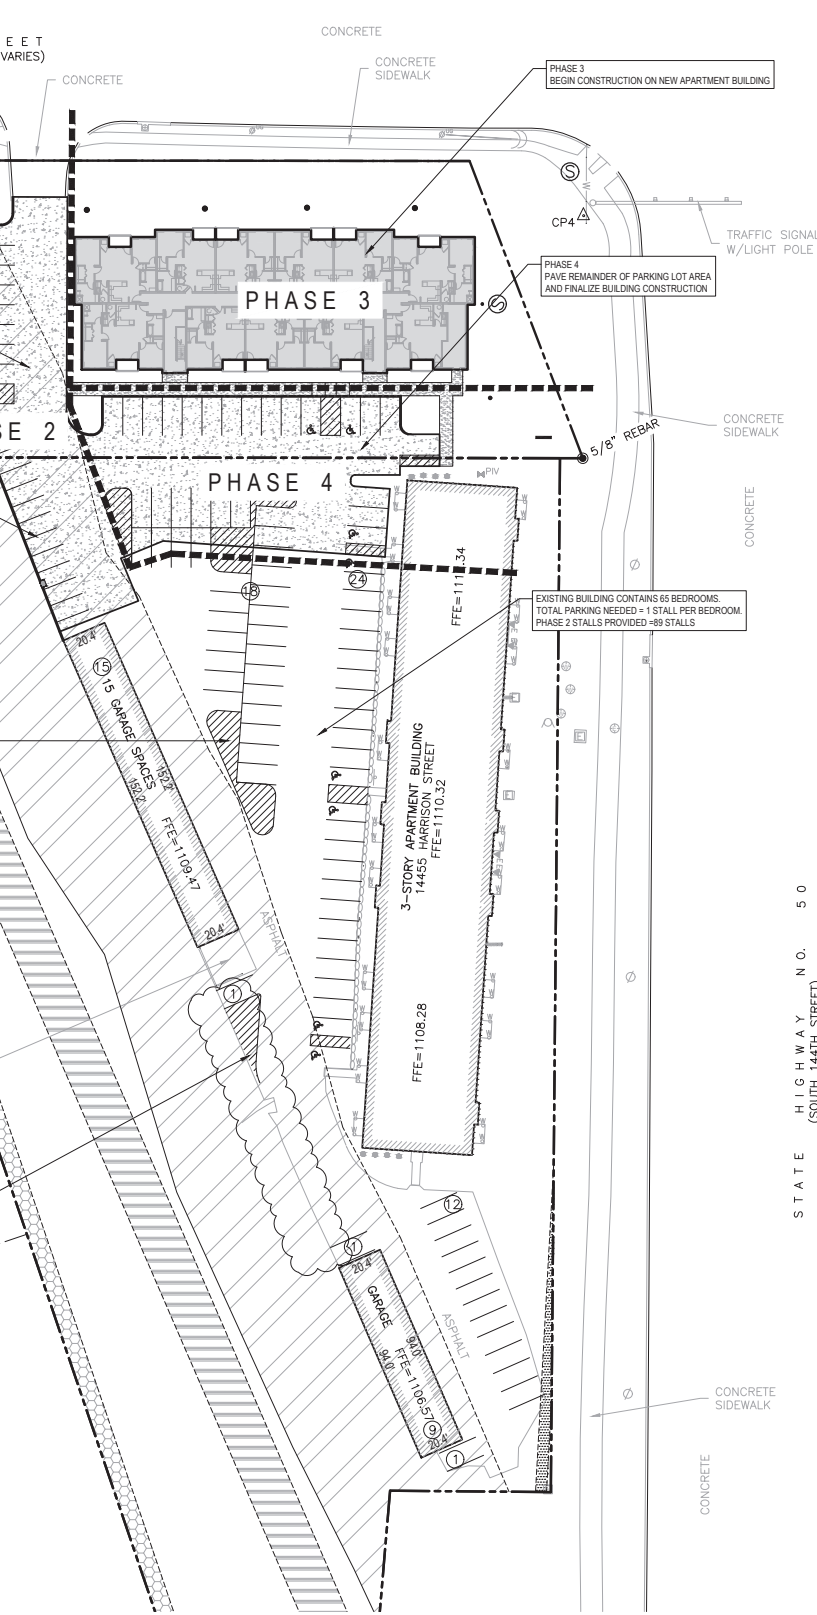 CONCRETE
E E T
VARIES)
CONCRETE
CONCRETE
SIDEWALK
PHASE 3
BEGIN CONSTRUCTION ON NEW APARTMENT BUILDING
S
CP4
TRAFFIC SIGNAL
W/LIGHT POLE
PHASE 4
PAVE REMAINDER OF PARKING LOT AREA
AND FINALIZE BUILDING CONSTRUCTION
PHASE 3
S
CONCRETE
SIDEWALK
SE 2
5/8" REBAR
PHASE 4
PIV
CONCRETE
18
24
EXISTING BUILDING CONTAINS 65 BEDROOMS.
TOTAL PARKING NEEDED = 1 STALL PER BEDROOM.
PHASE 2 STALLS PROVIDED =89 STALLS
20.4'
15
15 GARAGE SPACES
152.2'
152.2'
FFE=1109.47
20.4'
3-STORY APARTMENT BUILDING
14455 HARRISON STREET
FFE=1110.32
ASPHALT
1
FFE=1108.28
STATE HIGHWAY NO. 50
(SOUTH 144TH STREET)
12
1
20.4'
GARAGE
94.0'
94.0'
FFE=1106.57
ASPHALT
9
20.4'
1
CONCRETE
SIDEWALK
CONCRETE